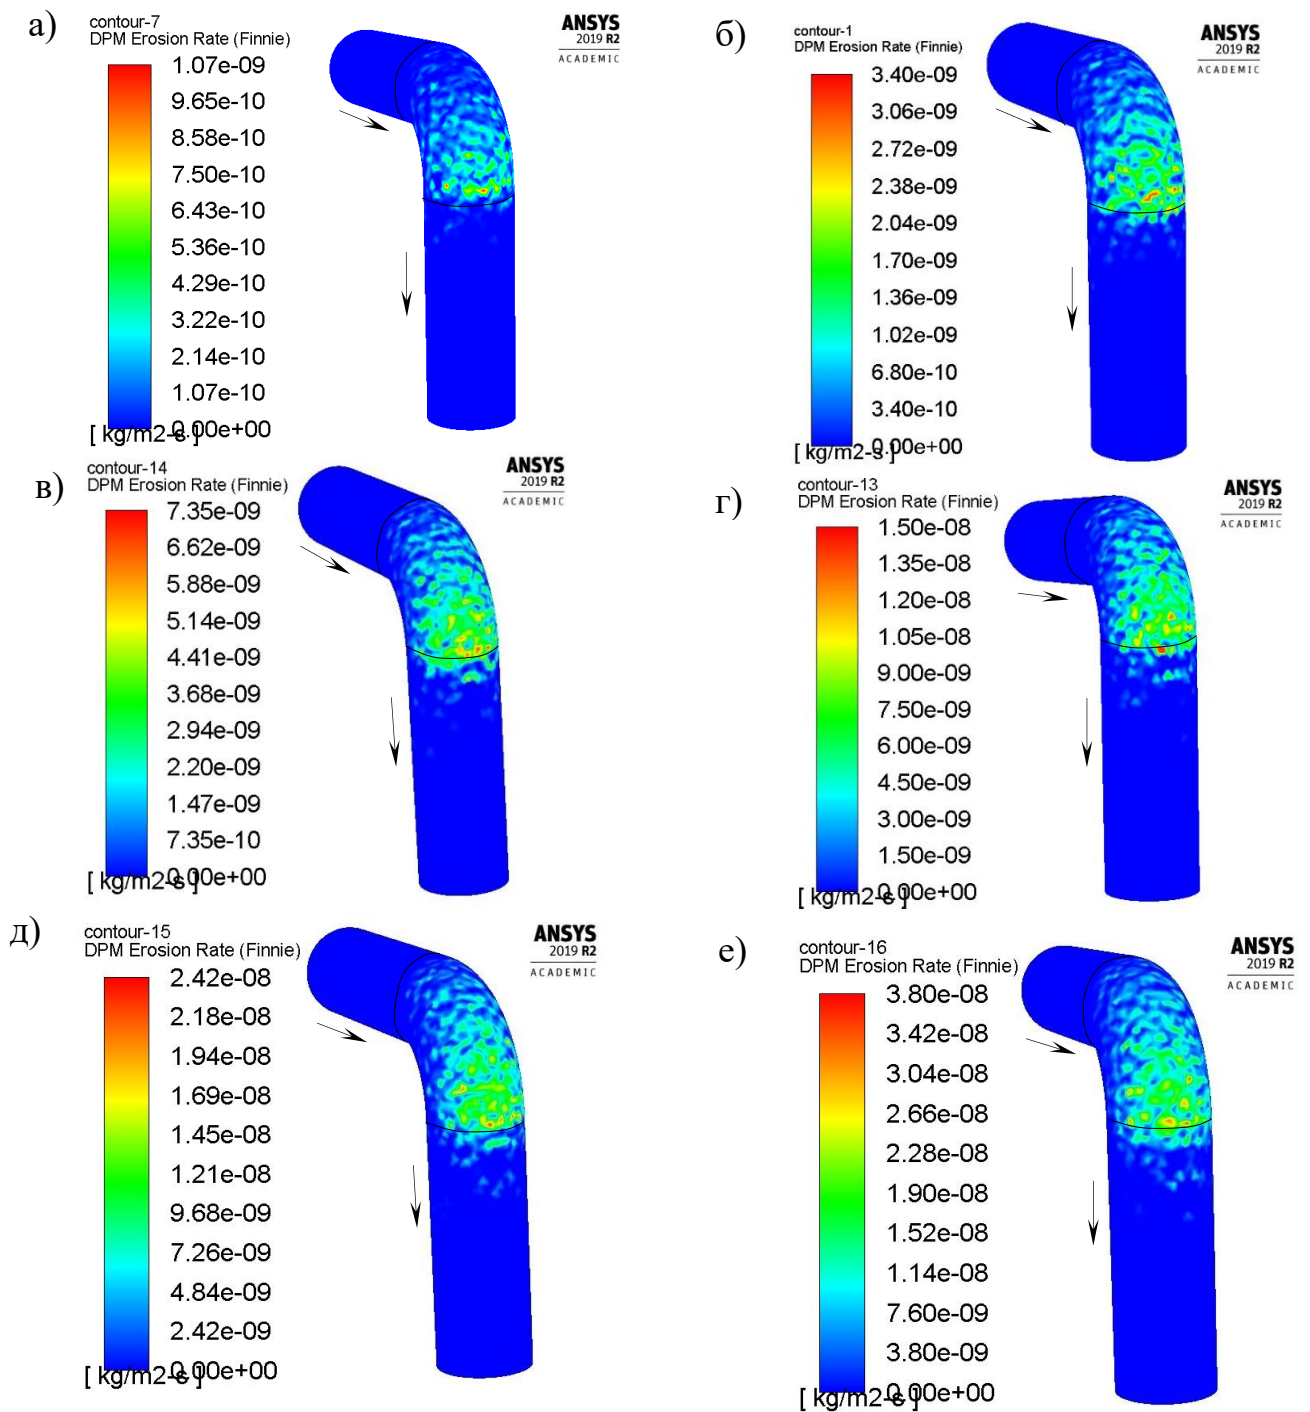 а)
contour-7
DPM Erosion Rate (Finnie)
1.07e-09
9.65e-10
8.58e-10
7.50e-10
6.43e-10
5.36e-10
4.29e-10
3.22e-10
2.14e-10
1.07e-10
0.00e+00
[ kg/m2-s ]
ANSYS
2019 R2
ACADEMIC
б)
contour-1
DPM Erosion Rate (Finnie)
3.40e-09
3.06e-09
2.72e-09
2.38e-09
2.04e-09
1.70e-09
1.36e-09
1.02e-09
6.80e-10
3.40e-10
0.00e+00
[ kg/m2-s ]
ANSYS
2019 R2
ACADEMIC
в)
contour-14
DPM Erosion Rate (Finnie)
7.35e-09
6.62e-09
5.88e-09
5.14e-09
4.41e-09
3.68e-09
2.94e-09
2.20e-09
1.47e-09
7.35e-10
0.00e+00
[ kg/m2-s ]
ANSYS
2019 R2
ACADEMIC
г)
contour-13
DPM Erosion Rate (Finnie)
1.50e-08
1.35e-08
1.20e-08
1.05e-08
9.00e-09
7.50e-09
6.00e-09
4.50e-09
3.00e-09
1.50e-09
0.00e+00
[ kg/m2-s ]
ANSYS
2019 R2
ACADEMIC
д)
contour-15
DPM Erosion Rate (Finnie)
2.42e-08
2.18e-08
1.94e-08
1.69e-08
1.45e-08
1.21e-08
9.68e-09
7.26e-09
4.84e-09
2.42e-09
0.00e+00
[ kg/m2-s ]
ANSYS
2019 R2
ACADEMIC
е)
contour-16
DPM Erosion Rate (Finnie)
3.80e-08
3.42e-08
3.04e-08
2.66e-08
2.28e-08
1.90e-08
1.52e-08
1.14e-08
7.60e-09
3.80e-09
0.00e+00
[ kg/m2-s ]
ANSYS
2019 R2
ACADEMIC